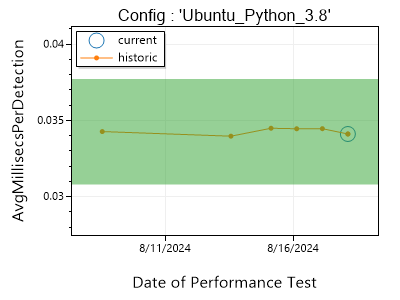 Config : 'Ubuntu_Python_3.8'
current
historic
AvgMillisecsPerDetection
0.04
0.035
0.03
8/11/2024
8/16/2024
Date of Performance Test